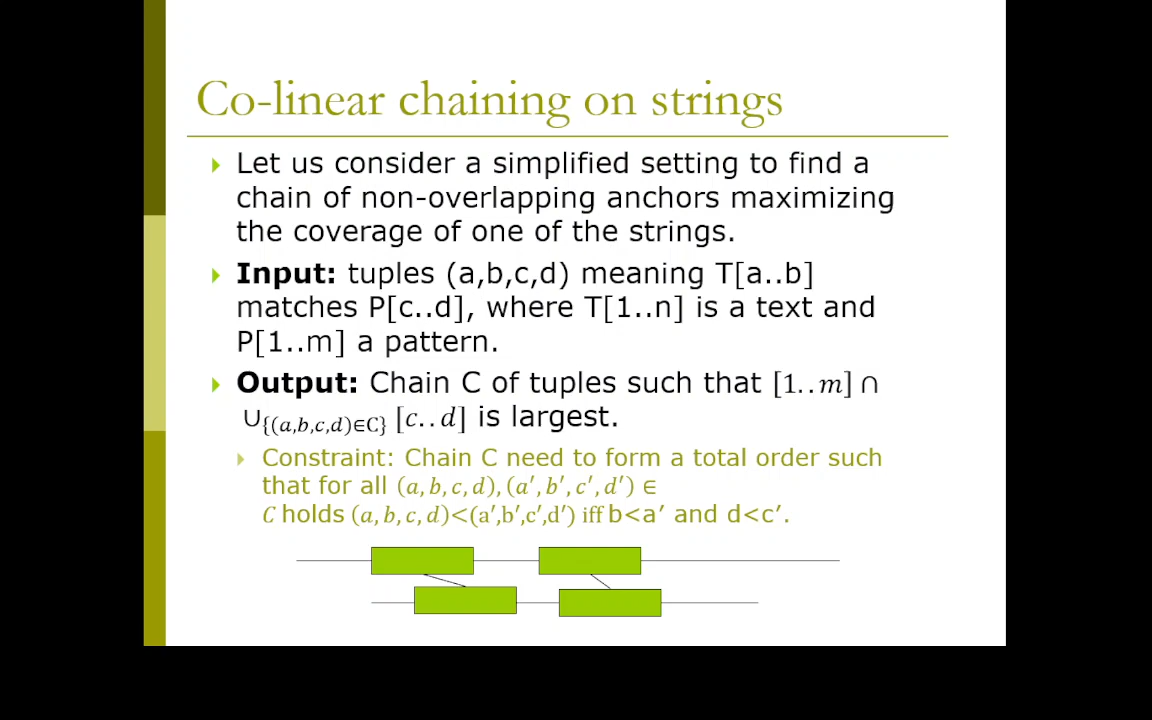 Co-linear chaining on strings
Let us consider a simplified setting to find a
chain of non-overlapping anchors maximizing
the coverage of one of the strings.
Input: tuples (a,b,c,d) meaning T[a..b]
matches P[c..d], where T[1..n] is a text and
P[1..m] a pattern.
Output: Chain C of tuples such that [1..m] ∩
∪{(a,b,c,d)∈C} [c..d] is largest.
Constraint: Chain C need to form a total order such
that for all (a, b, c, d), (a′, b′, c′, d′) ∈
C holds (a, b, c, d)<(a′,b′,c′,d′) iff b<a′ and d<c′.